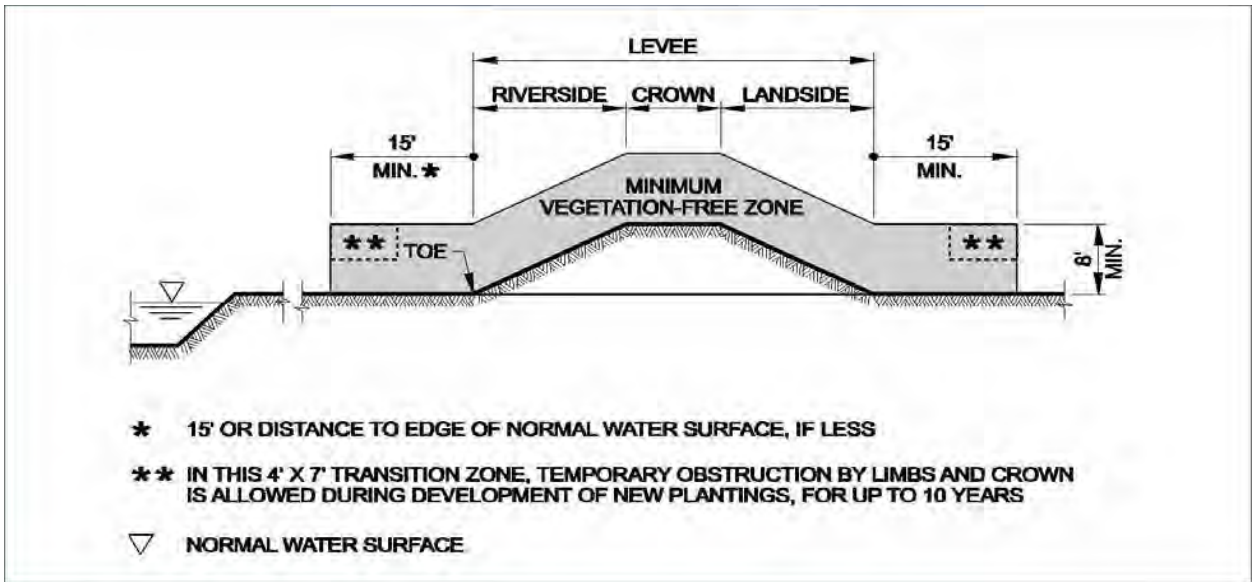 LEVEE
RIVERSIDE CROWN LANDSIDE
15'
MIN. *
15'
MIN.
MINIMUM
VEGETATION-FREE ZONE
**
TOE
**
8'
MIN.
* 15' OR DISTANCE TO EDGE OF NORMAL WATER SURFACE, IF LESS
** IN THIS 4' X 7' TRANSITION ZONE, TEMPORARY OBSTRUCTION BY LIMBS AND CROWN
IS ALLOWED DURING DEVELOPMENT OF NEW PLANTINGS, FOR UP TO 10 YEARS
NORMAL WATER SURFACE